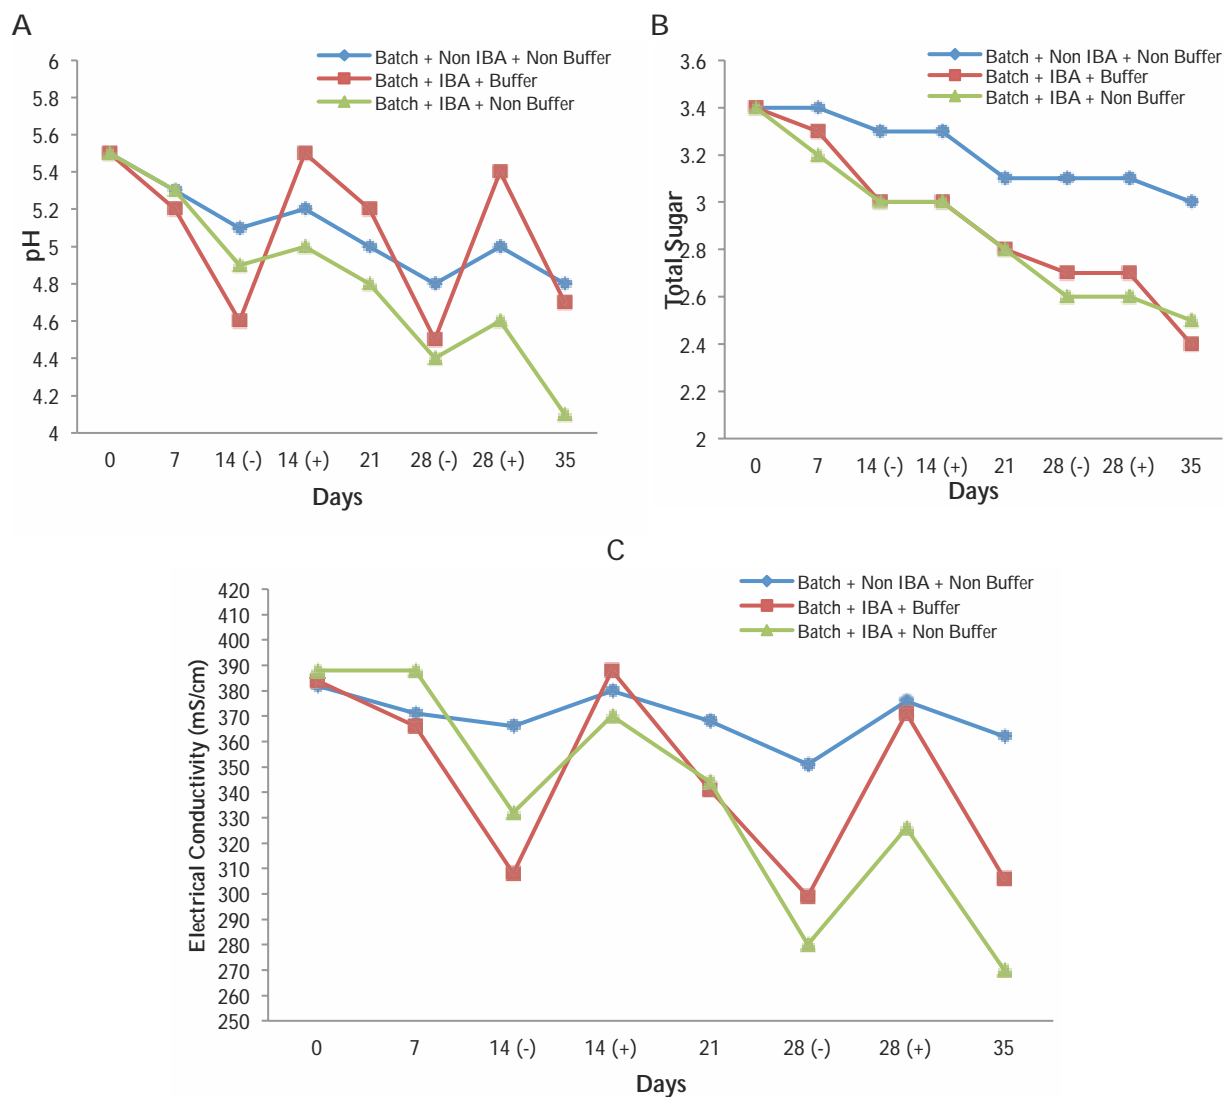 A
Batch + Non IBA + Non Buffer
Batch + IBA + Buffer
Batch + IBA + Non Buffer
6
5.8
5.6
5.4
5.2
5
4.8
4.6
4.4
4.2
4
pH
0 7 14 (-) 14 (+) 21 28 (-) 28 (+) 35
Days
B
Batch + Non IBA + Non Buffer
Batch + IBA + Buffer
Batch + IBA + Non Buffer
3.6
3.4
3.2
3
2.8
2.6
2.4
2.2
2
Total Sugar
0 7 14 (-) 14 (+) 21 28 (-) 28 (+) 35
Days
C
Batch + Non IBA + Non Buffer
Batch + IBA + Buffer
Batch + IBA + Non Buffer
420
410
400
390
380
370
360
350
340
330
320
310
300
290
280
270
260
250
Electrical Conductivity (mS/cm)
0 7 14 (-) 14 (+) 21 28 (-) 28 (+) 35
Days